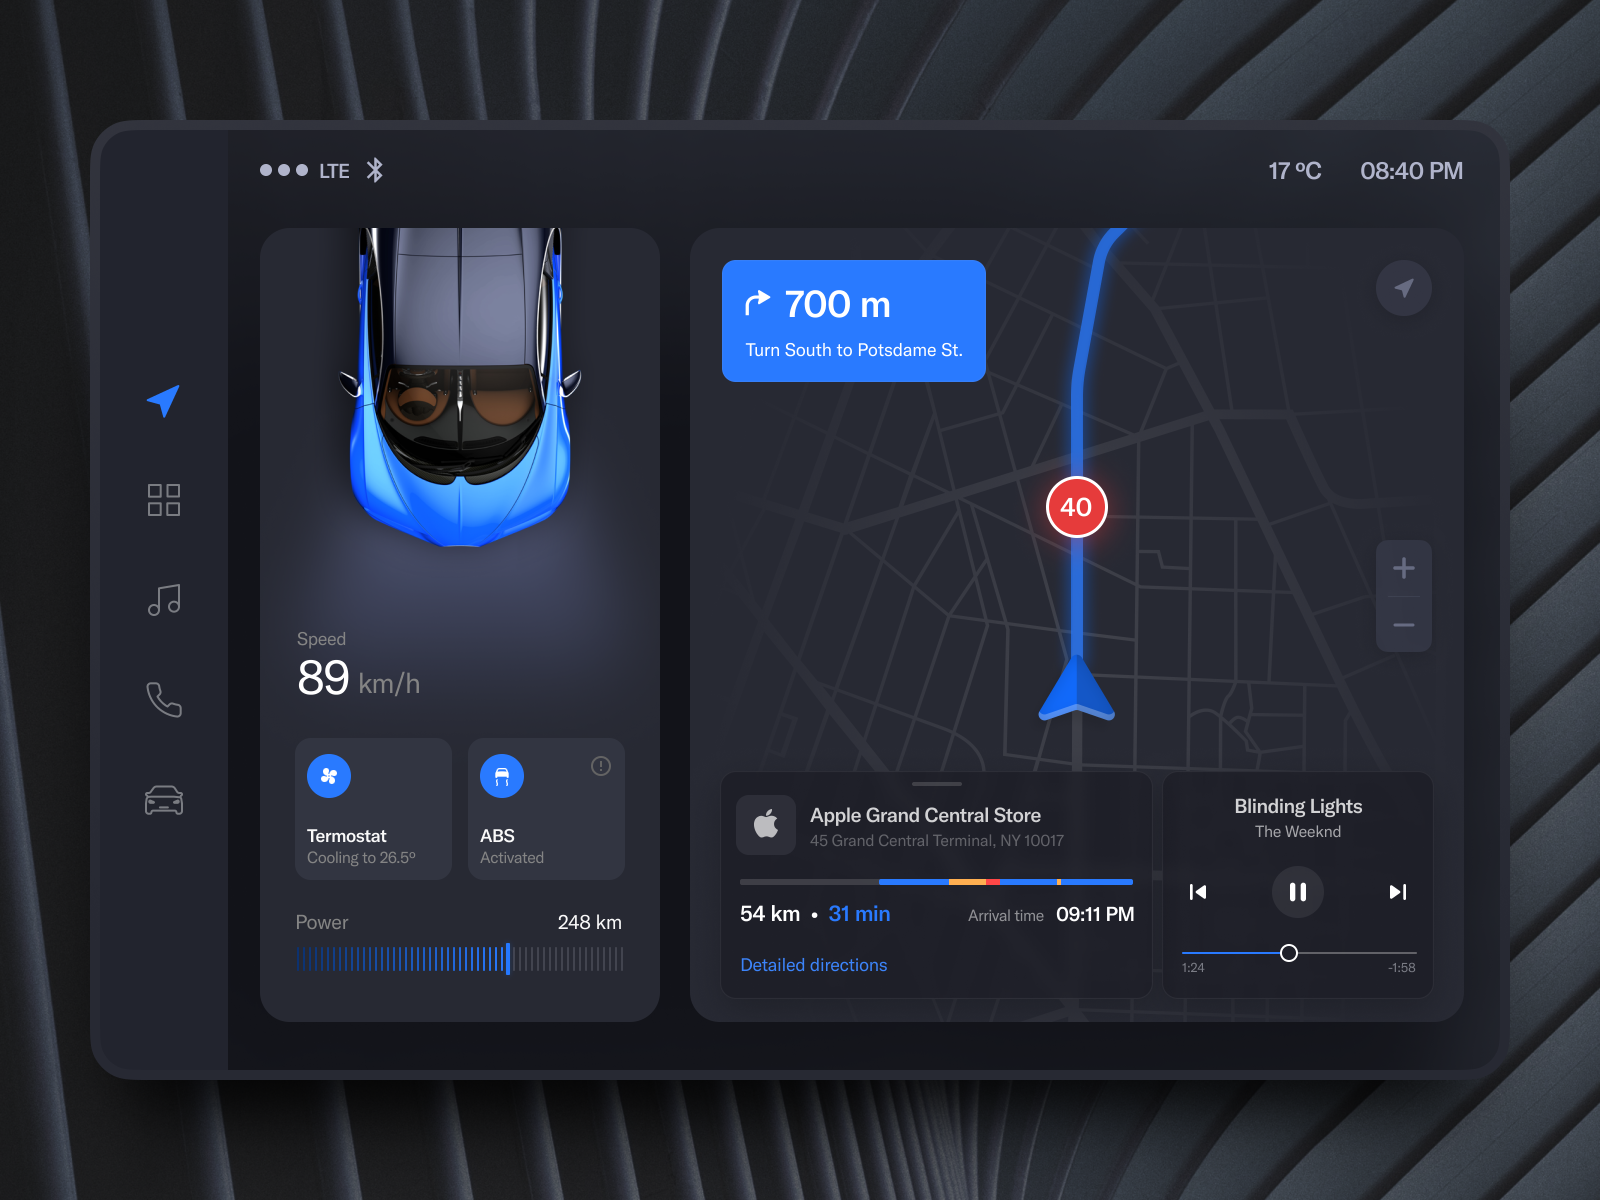 LTE
17 ºC 08:40 PM
700 m
Turn South to Potsdame St.
40
Speed
89 km/h
Termostat
Cooling to 26.5º
ABS
Activated
Power 248 km
Apple Grand Central Store
45 Grand Central Terminal, NY 10017
54 km • 31 min Arrival time 09:11 PM
Detailed directions
Blinding Lights
The Weeknd
1:24 -1:58